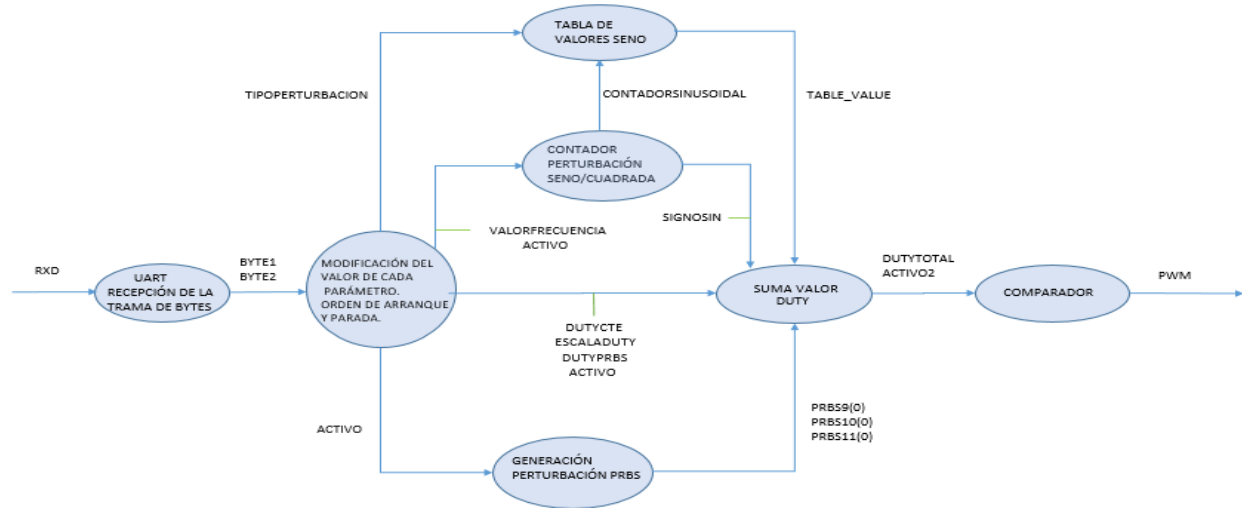 TABLA DE
VALORES SENO
TIPOPERTURBACION
CONTADORSINUSOIDAL
TABLE_VALUE
CONTADOR
PERTURBACIÓN
SENO/CUADRADA
SIGNOSIN
VALORFRECUENCIA
ACTIVO
RXD
UART
RECEPCIÓN DE LA
TRAMA DE BYTES
BYTE1
BYTE2
MODIFICACIÓN DEL
VALOR DE CADA
PARÁMETRO.
ORDEN DE ARRANQUE
Y PARADA.
SUMA VALOR
DUTY
DUTYTOTAL
ACTIVO2
COMPARADOR
PWM
DUTYCTE
ESCALADUTY
DUTYPRBS
ACTIVO
ACTIVO
PRBS9(0)
PRBS10(0)
PRBS11(0)
GENERACIÓN
PERTURBACIÓN PRBS